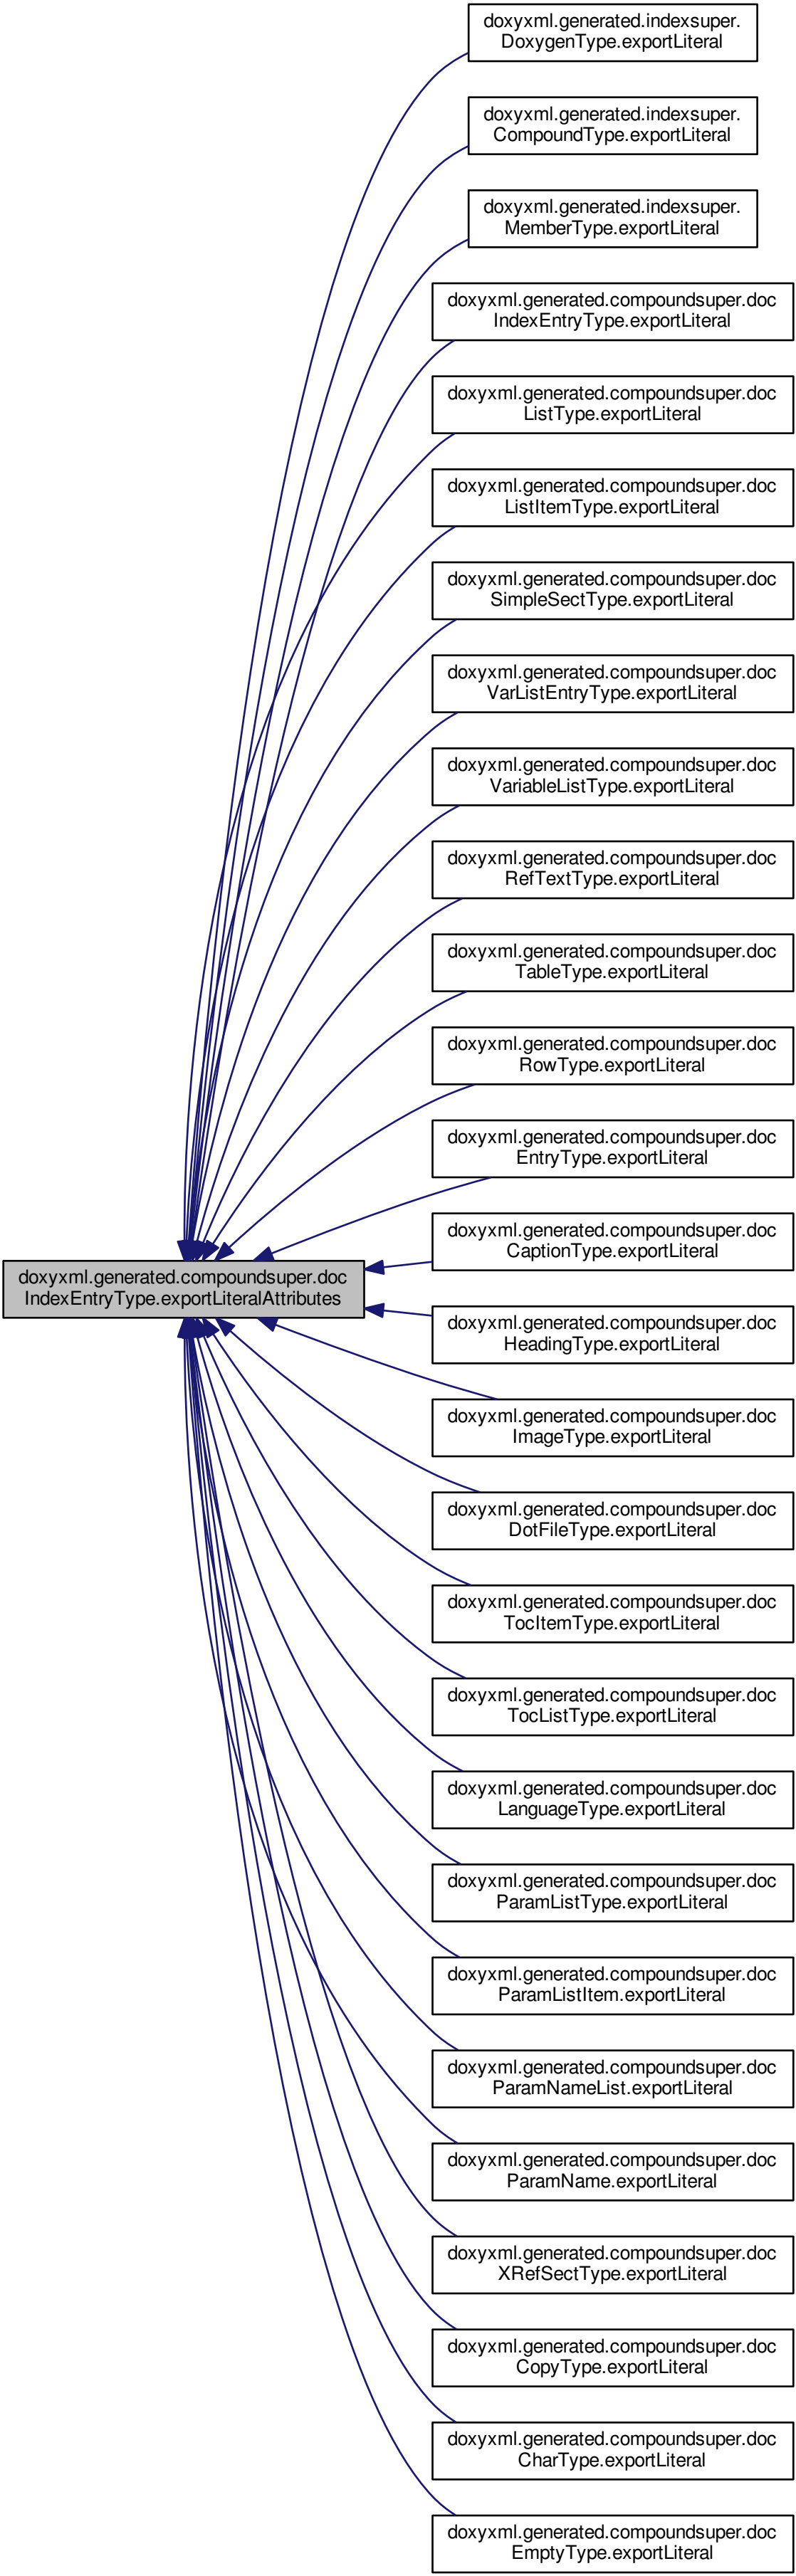 doxyxml.generated.indexsuper.
DoxygenType.exportLiteral
doxyxml.generated.indexsuper.
CompoundType.exportLiteral
doxyxml.generated.indexsuper.
MemberType.exportLiteral
doxyxml.generated.compoundsuper.doc
IndexEntryType.exportLiteral
doxyxml.generated.compoundsuper.doc
ListType.exportLiteral
doxyxml.generated.compoundsuper.doc
ListItemType.exportLiteral
doxyxml.generated.compoundsuper.doc
SimpleSectType.exportLiteral
doxyxml.generated.compoundsuper.doc
VarListEntryType.exportLiteral
doxyxml.generated.compoundsuper.doc
VariableListType.exportLiteral
doxyxml.generated.compoundsuper.doc
RefTextType.exportLiteral
doxyxml.generated.compoundsuper.doc
TableType.exportLiteral
doxyxml.generated.compoundsuper.doc
RowType.exportLiteral
doxyxml.generated.compoundsuper.doc
EntryType.exportLiteral
doxyxml.generated.compoundsuper.doc
CaptionType.exportLiteral
doxyxml.generated.compoundsuper.doc
IndexEntryType.exportLiteralAttributes
doxyxml.generated.compoundsuper.doc
HeadingType.exportLiteral
doxyxml.generated.compoundsuper.doc
ImageType.exportLiteral
doxyxml.generated.compoundsuper.doc
DotFileType.exportLiteral
doxyxml.generated.compoundsuper.doc
TocItemType.exportLiteral
doxyxml.generated.compoundsuper.doc
TocListType.exportLiteral
doxyxml.generated.compoundsuper.doc
LanguageType.exportLiteral
doxyxml.generated.compoundsuper.doc
ParamListType.exportLiteral
doxyxml.generated.compoundsuper.doc
ParamListItem.exportLiteral
doxyxml.generated.compoundsuper.doc
ParamNameList.exportLiteral
doxyxml.generated.compoundsuper.doc
ParamName.exportLiteral
doxyxml.generated.compoundsuper.doc
XRefSectType.exportLiteral
doxyxml.generated.compoundsuper.doc
CopyType.exportLiteral
doxyxml.generated.compoundsuper.doc
CharType.exportLiteral
doxyxml.generated.compoundsuper.doc
EmptyType.exportLiteral